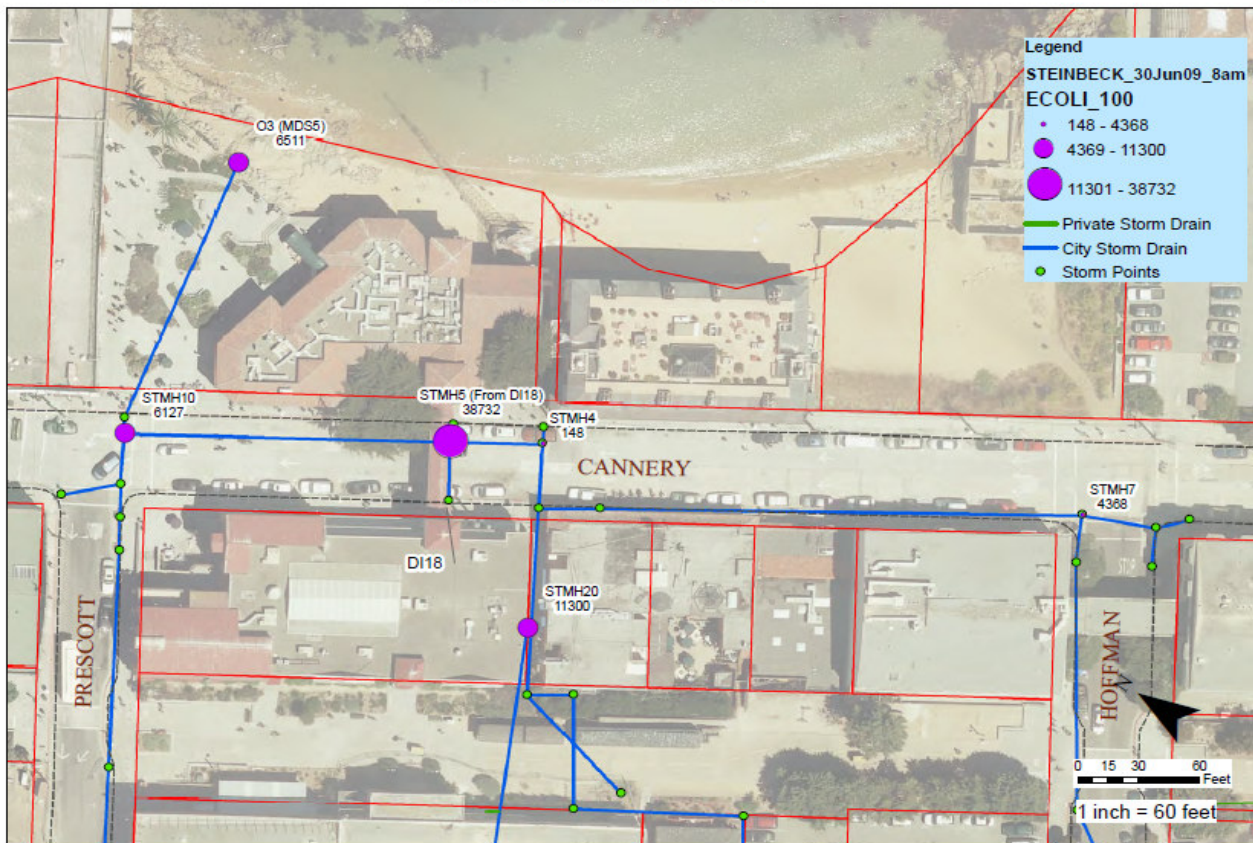 Legend
STEINBECK_30Jun09_8am
ECOLI_100
148 - 4368
4369 - 11300
11301 - 38732
Private Storm Drain
City Storm Drain
Storm Points
O3 (MDS5)
6511
STMH10
6127
STMH5 (From DI18)
38732
STMH4
148
CANNERY
STMH7
4368
DI18
STMH20
11300
PRESCOTT
HOFFMAN
N
0 15 30 60
Feet
1 inch = 60 feet